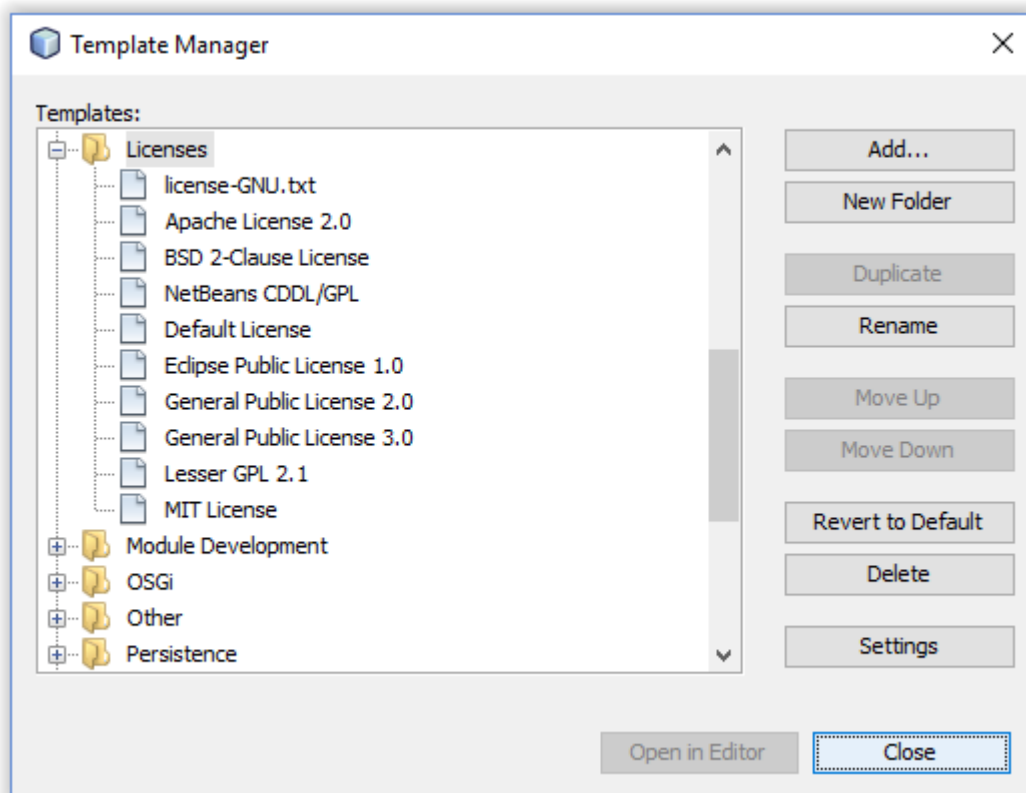 Template Manager
Templates:
Licenses
license-GNU.txt
Apache License 2.0
BSD 2-Clause License
NetBeans CDDL/GPL
Default License
Eclipse Public License 1.0
General Public License 2.0
General Public License 3.0
Lesser GPL 2.1
MIT License
Module Development
OSGi
Other
Persistence
Add...
New Folder
Duplicate
Rename
Move Up
Move Down
Revert to Default
Delete
Settings
Open in Editor
Close